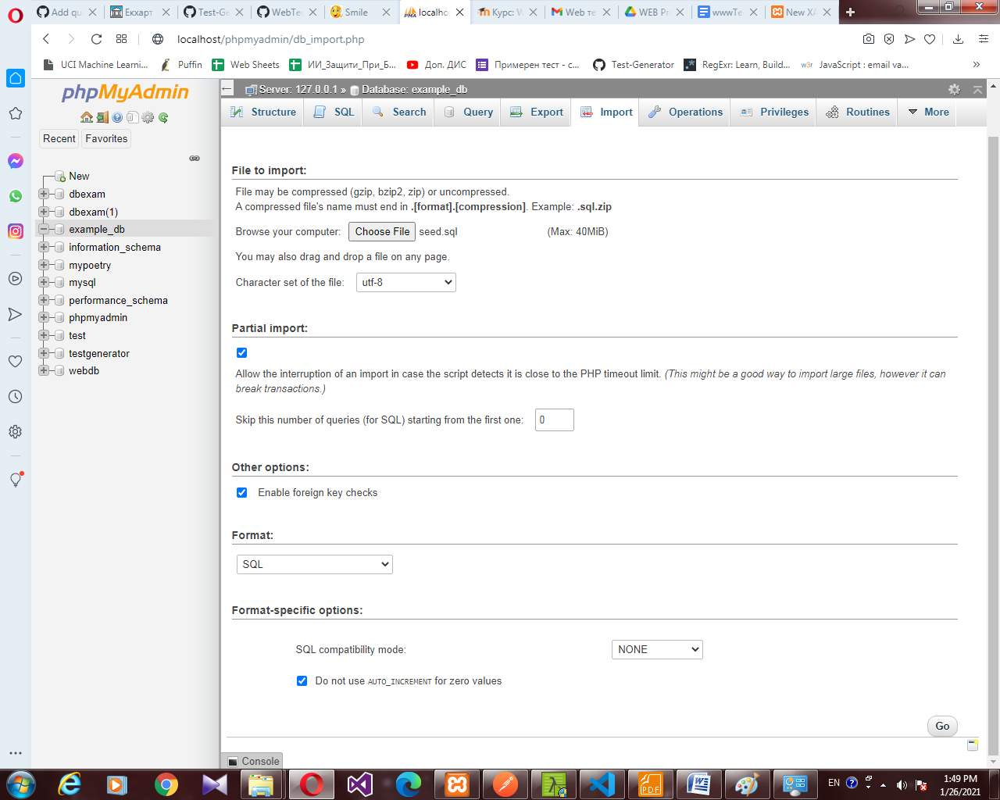 Add qu
Екхарт
Test-Ge
WebTec
Smile
localho
Курс: W
Web те
WEB Pr
wwwTe
New XA
localhost/phpmyadmin/db_import.php
UCI Machine Learni...
Puffin
Web Sheets
ИИ_Защити_При_Б...
Доп. ДИС
Примерен тест - с...
Test-Generator
RegExr: Learn, Build...
JavaScript : email va...
phpMyAdmin
Recent
Favorites
New
dbexam
dbexam(1)
example_db
information_schema
mypoetry
mysql
performance_schema
phpmyadmin
test
testgenerator
webdb
Server: 127.0.0.1 » Database: example_db
Structure
SQL
Search
Query
Export
Import
Operations
Privileges
Routines
More
File to import:
File may be compressed (gzip, bzip2, zip) or uncompressed.
A compressed file's name must end in .[format].[compression]. Example: .sql.zip
Browse your computer: Choose File seed.sql (Max: 40MiB)
You may also drag and drop a file on any page.
Character set of the file: utf-8
Partial import:
Allow the interruption of an import in case the script detects it is close to the PHP timeout limit. (This might be a good way to import large files, however it can
break transactions.)
Skip this number of queries (for SQL) starting from the first one: 0
Other options:
Enable foreign key checks
Format:
SQL
Format-specific options:
SQL compatibility mode: NONE
Do not use AUTO_INCREMENT for zero values
Go
Console
EN
1:49 PM
1/26/2021